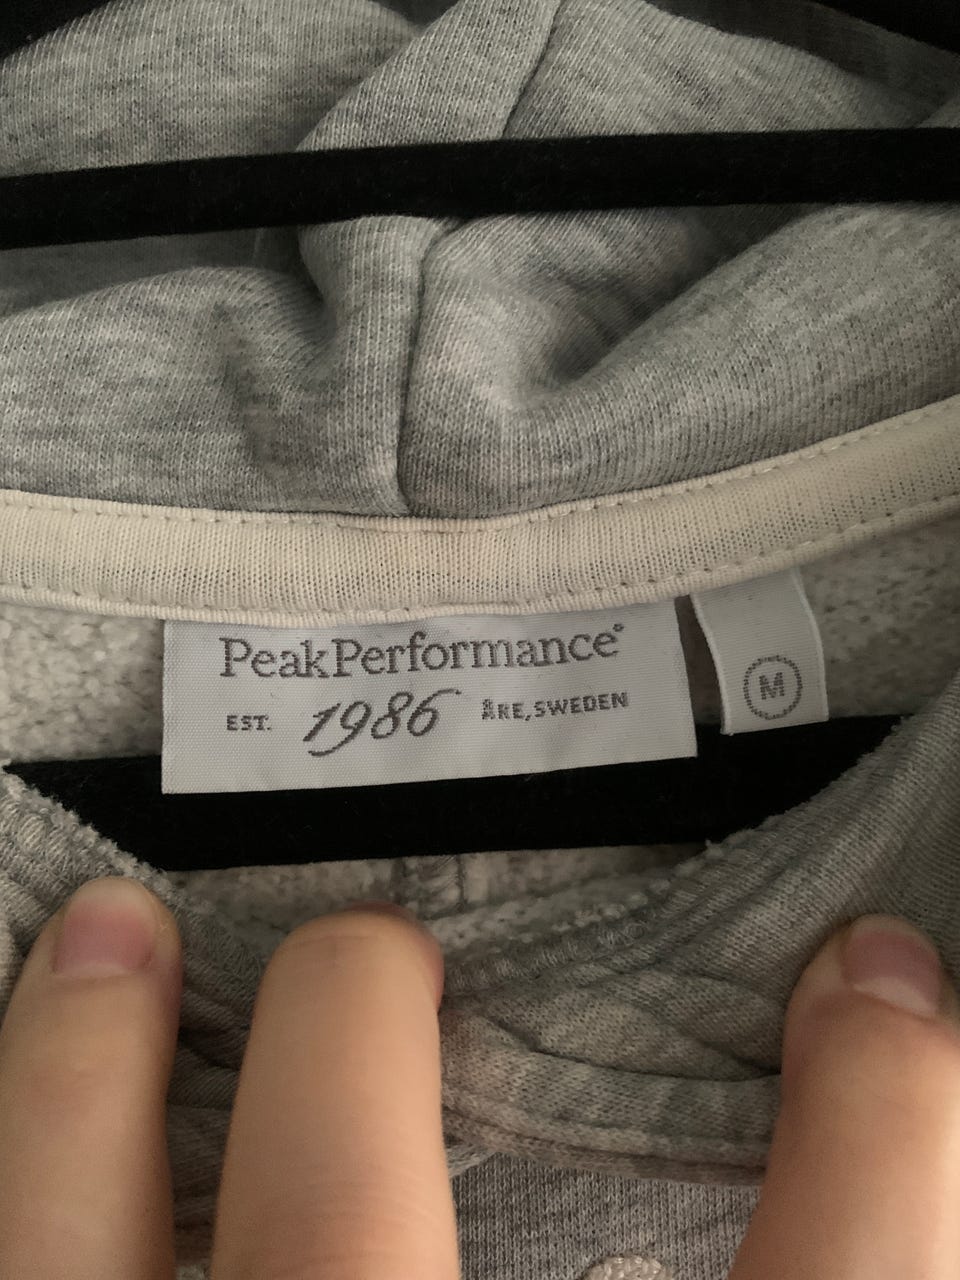 PeakPerformance®
EST. 1986 ÅRE, SWEDEN
M